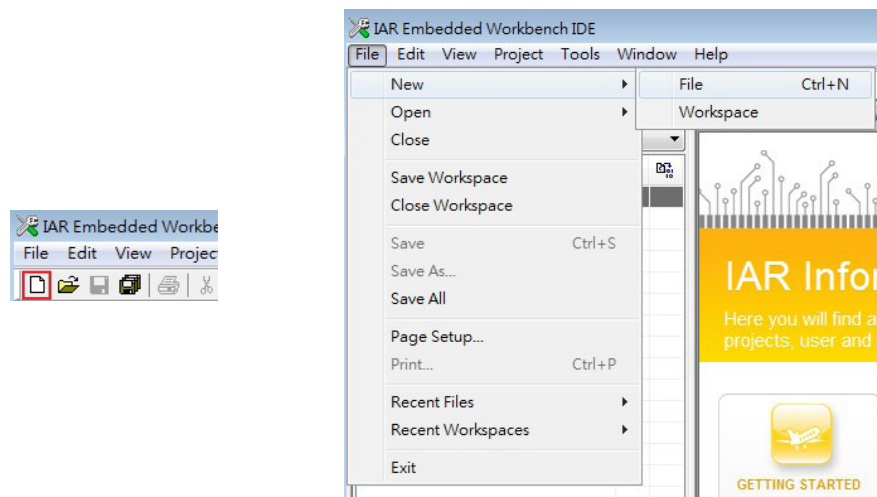 IAR Embedded Workbe
File Edit View Projec
IAR Embedded Workbench IDE
File Edit View Project Tools Window Help
New
File Ctrl+N
Open
Workspace
Close
Save Workspace
Close Workspace
Save Ctrl+S
Save As...
Save All
Page Setup...
Print... Ctrl+P
Recent Files
Recent Workspaces
Exit
IAR Infor
Here you will find a
projects, user and
GETTING STARTED